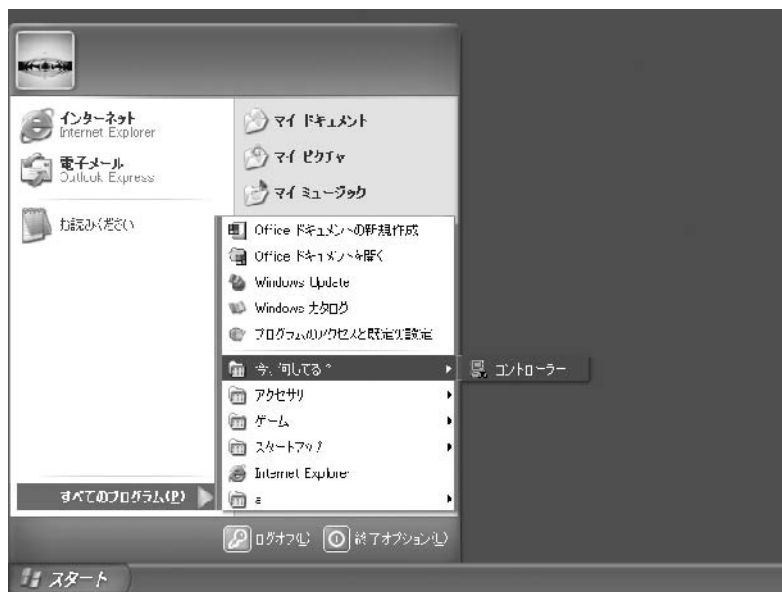 インターネット
Internet Explorer
電子メール
Outlook Express
お読みください
マイ ドキュメント
マイ ピクチャ
マイ ミュージック
Office ドキュメントの新規作成
Office ドキュメントを開く
Windows Update
Windows カタログ
プログラムのアクセスと既定の設定
今、何してる?
コントローラー
アクセサリ
ゲーム
スタートアップ
Internet Explorer
a
すべてのプログラム(P)
ログオフ(L)
終了オプション(U)
スタート